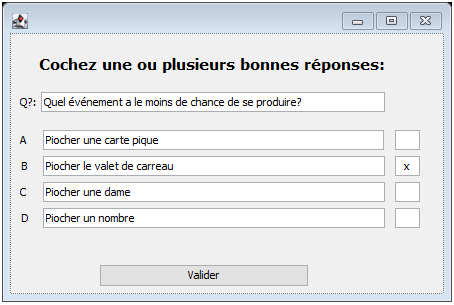 Cochez une ou plusieurs bonnes réponses:
Q?: Quel événement a le moins de chance de se produire?
A Piocher une carte pique
B Piocher le valet de carreau x
C Piocher une dame
D Piocher un nombre
Valider